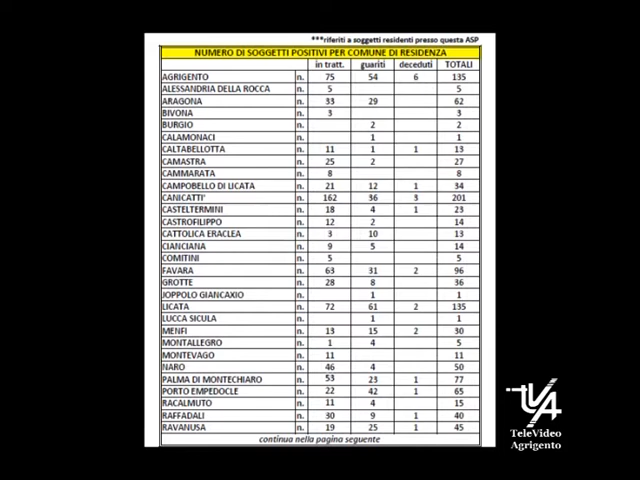 ***riferiti a soggetti residenti presso questa ASP
NUMERO DI SOGGETTI POSITIVI PER COMUNE DI RESIDENZA
in tratt. guariti deceduti TOTALI
AGRIGENTO n. 75 54 6 135
ALESSANDRIA DELLA ROCCA n. 5 5
ARAGONA n. 33 29 62
BIVONA n. 3 3
BURGIO n. 2 2
CALAMONACI n. 1 1
CALTABELLOTTA n. 11 1 1 13
CAMASTRA n. 25 2 27
CAMMARATA n. 8 8
CAMPOBELLO DI LICATA n. 21 12 1 34
CANICATTI' n. 162 36 3 201
CASTELTERMINI n. 18 4 1 23
CASTROFILIPPO n. 12 2 14
CATTOLICA ERACLEA n. 3 10 13
CIANCIANA n. 9 5 14
COMITINI n. 5 5
FAVARA n. 63 31 2 96
GROTTE n. 28 8 36
JOPPOLO GIANCAXIO n. 1 1
LICATA n. 72 61 2 135
LUCCA SICULA n. 1 1
MENFI n. 13 15 2 30
MONTALLEGRO n. 1 4 5
MONTEVAGO n. 11 11
NARO n. 46 4 50
PALMA DI MONTECHIARO n. 53 23 1 77
PORTO EMPEDOCLE n. 22 42 1 65
RACALMUTO n. 11 4 15
RAFFADALI n. 30 9 1 40
RAVANUSA n. 19 25 1 45
continua nella pagina seguente
TVA
TeleVideo
Agrigento